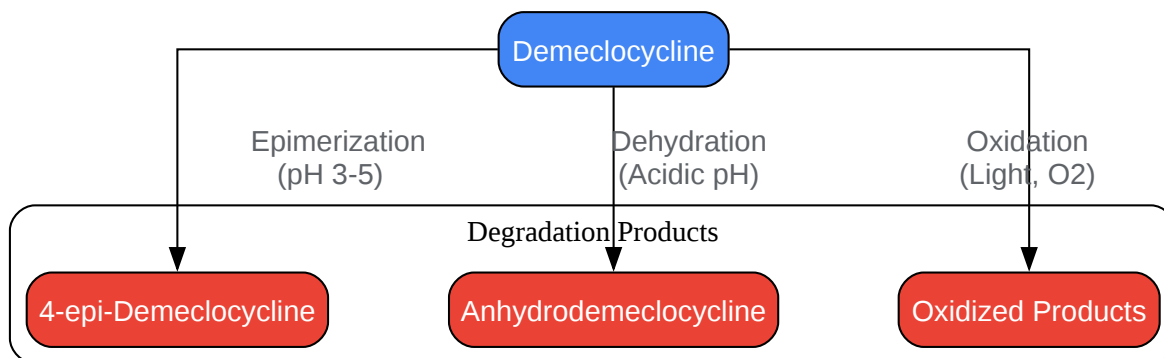 Demeclocycline
Epimerization
(pH 3-5)
Dehydration
(Acidic pH)
Oxidation
(Light, O2)
Degradation Products
4-epi-Demeclocycline
Anhydrodemeclocycline
Oxidized Products